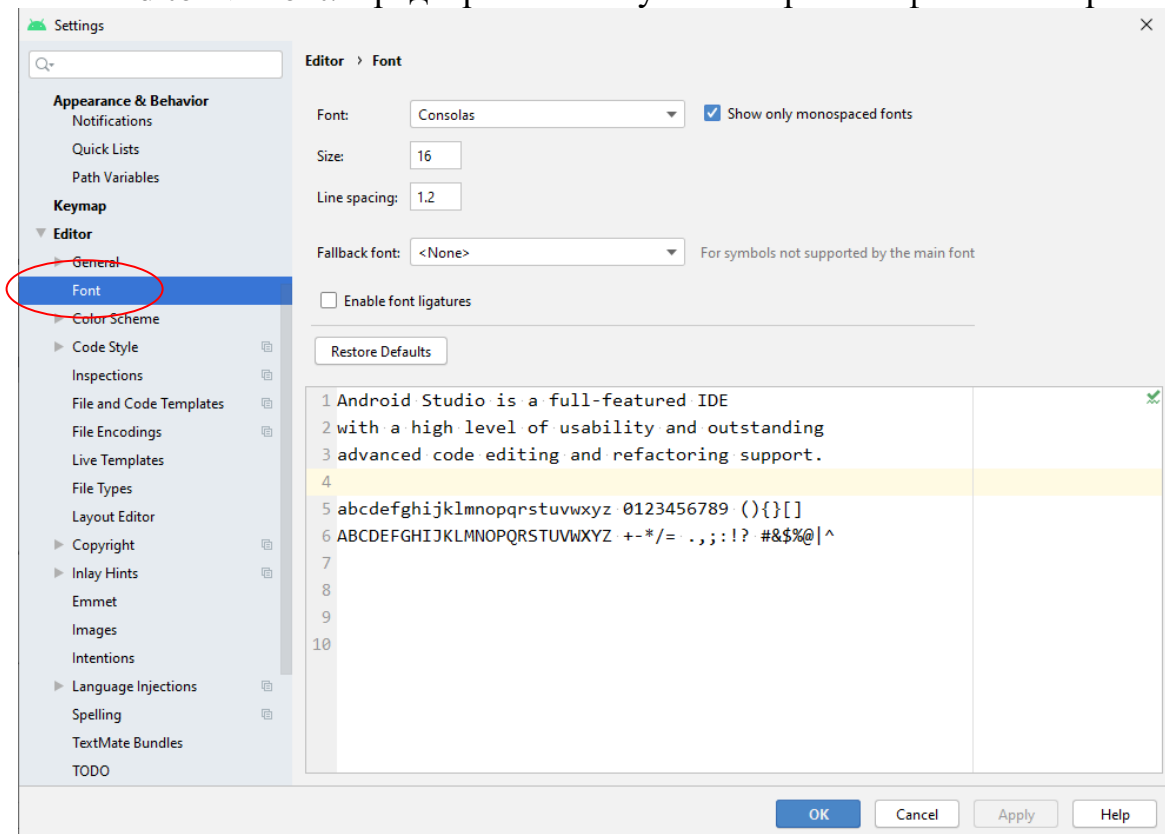 Settings
Appearance & Behavior
Notifications
Quick Lists
Path Variables
Keymap
Editor
General
Font
Color Scheme
Code Style
Inspections
File and Code Templates
File Encodings
Live Templates
File Types
Layout Editor
Copyright
Inlay Hints
Emmet
Images
Intentions
Language Injections
Spelling
TextMate Bundles
TODO
Editor › Font
Font: Consolas Show only monospaced fonts
Size: 16
Line spacing: 1.2
Fallback font: <None> For symbols not supported by the main font
Enable font ligatures
Restore Defaults
1 Android Studio is a full-featured IDE
2 with a high level of usability and outstanding
3 advanced code editing and refactoring support.
4
5 abcdefghijklmnopqrstuvwxyz 0123456789 (){}[]
6 ABCDEFGHIJKLMNOPQRSTUVWXYZ +-*/= .,;:!? #&$%@|^
7
8
9
10
OK Cancel Apply Help